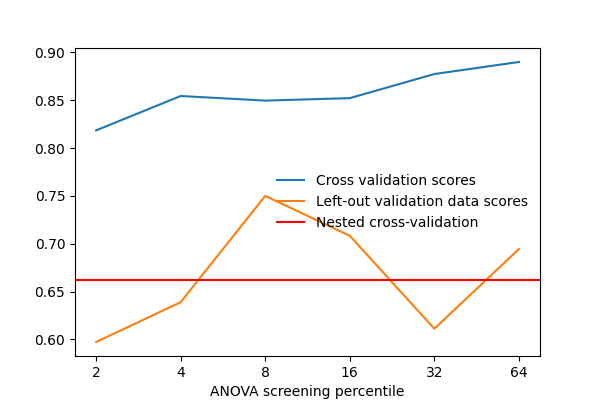 0.90
0.85
0.80
0.75
0.70
0.65
0.60
Cross validation scores
Left-out validation data scores
Nested cross-validation
2 4 8 16 32 64
ANOVA screening percentile